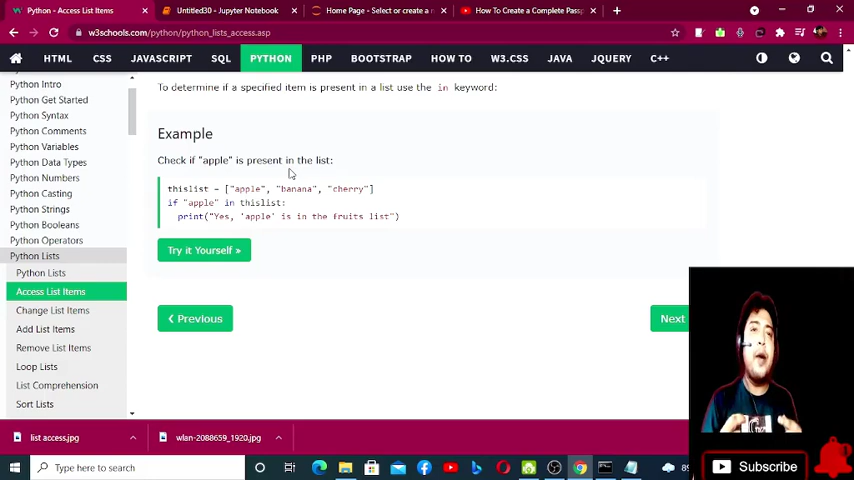 Python - Access List Items
Untitled30 - Jupyter Notebook
Home Page - Select or create a n
How To Create a Complete Passp
w3schools.com/python/python_lists_access.asp
HTML
CSS
JAVASCRIPT
SQL
PYTHON
PHP
BOOTSTRAP
HOW TO
W3.CSS
JAVA
JQUERY
C++
Python Intro
Python Get Started
Python Syntax
Python Comments
Python Variables
Python Data Types
Python Numbers
Python Casting
Python Strings
Python Booleans
Python Operators
Python Lists
Python Lists
Access List Items
Change List Items
Add List Items
Remove List Items
Loop Lists
List Comprehension
Sort Lists
To determine if a specified item is present in a list use the in keyword:
Example
Check if "apple" is present in the list:
thislist = ["apple", "banana", "cherry"]
if "apple" in thislist:
print("Yes, 'apple' is in the fruits list")
Try it Yourself »
❮ Previous
Next
list access.jpg
wlan-2088659_1920.jpg
Type here to search
Subscribe